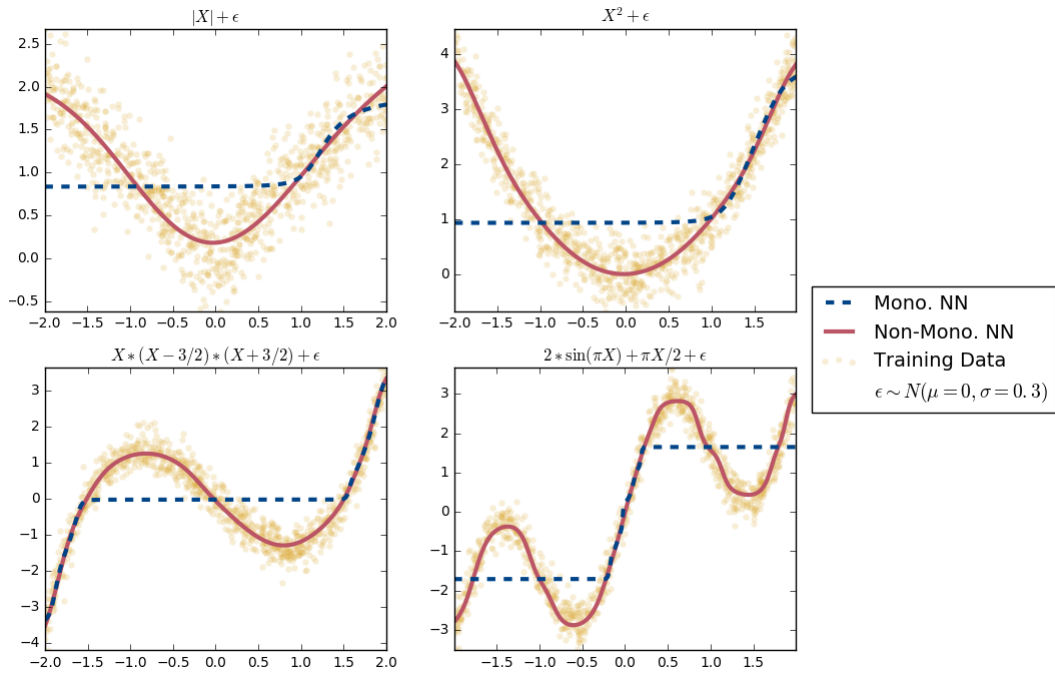 |X| + ϵ
2.5
2.0
1.5
1.0
0.5
0.0
−0.5
−2.0 −1.5 −1.0 −0.5 0.0 0.5 1.0 1.5 2.0
X² + ϵ
4
3
2
1
0
−2.0 −1.5 −1.0 −0.5 0.0 0.5 1.0 1.5
X ∗ (X − 3/2) ∗ (X + 3/2) + ϵ
3
2
1
0
−1
−2
−3
−4
−2.0 −1.5 −1.0 −0.5 0.0 0.5 1.0 1.5 2.0
2 ∗ sin(πX) + πX/2 + ϵ
3
2
1
0
−1
−2
−3
−1.5 −1.0 −0.5 0.0 0.5 1.0 1.5
Mono. NN
Non-Mono. NN
Training Data
ϵ ∼ N(μ = 0, σ = 0.3)